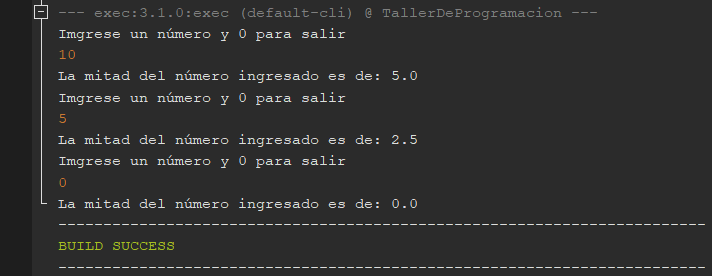 --- exec:3.1.0:exec (default-cli) @ TallerDeProgramacion ---
Imgrese un número y 0 para salir
10
La mitad del número ingresado es de: 5.0
Imgrese un número y 0 para salir
5
La mitad del número ingresado es de: 2.5
Imgrese un número y 0 para salir
0
La mitad del número ingresado es de: 0.0
------------------------------------------------------------------------
BUILD SUCCESS
------------------------------------------------------------------------